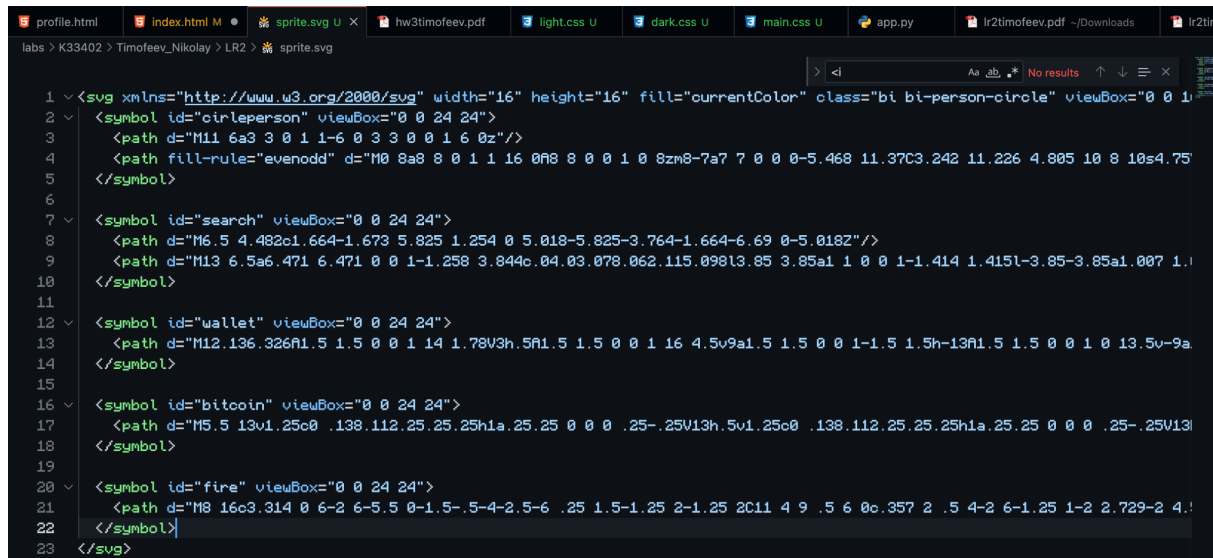 profile.html index.html M sprite.svg U hw3timofeev.pdf light.css U dark.css U main.css U app.py lr2timofeev.pdf ~/Downloads lr2tim
labs > K33402 > Timofeev_Nikolay > LR2 > sprite.svg
<i Aa ab .* No results
1 <svg xmlns="http://www.w3.org/2000/svg" width="16" height="16" fill="currentColor" class="bi bi-person-circle" viewBox="0 0 16
2 <symbol id="cirleperson" viewBox="0 0 24 24">
3 <path d="M11 6a3 3 0 1 1-6 0 3 3 0 0 1 6 0z"/>
4 <path fill-rule="evenodd" d="M0 8a8 8 0 1 1 16 0A8 8 0 0 1 0 8zm8-7a7 7 0 0 0-5.468 11.37C3.242 11.226 4.805 10 8 10s4.757
5 </symbol>
6
7 <symbol id="search" viewBox="0 0 24 24">
8 <path d="M6.5 4.482c1.664-1.673 5.825 1.254 0 5.018-5.825-3.764-1.664-6.69 0-5.018Z"/>
9 <path d="M13 6.5a6.471 6.471 0 0 1-1.258 3.844c.04.03.078.062.115.098l3.85 3.85a1 1 0 0 1-1.414 1.415l-3.85-3.85a1.007 1.0
10 </symbol>
11
12 <symbol id="wallet" viewBox="0 0 24 24">
13 <path d="M12.136.326A1.5 1.5 0 0 1 14 1.78V3h.5A1.5 1.5 0 0 1 16 4.5v9a1.5 1.5 0 0 1-1.5 1.5h-13A1.5 1.5 0 0 1 0 13.5v-9a
14 </symbol>
15
16 <symbol id="bitcoin" viewBox="0 0 24 24">
17 <path d="M5.5 13v1.25c0 .138.112.25.25.25h1a.25.25 0 0 0 .25-.25V13h.5v1.25c0 .138.112.25.25.25h1a.25.25 0 0 0 .25-.25V13
18 </symbol>
19
20 <symbol id="fire" viewBox="0 0 24 24">
21 <path d="M8 16c3.314 0 6-2 6-5.5 0-1.5-.5-4-2.5-6 .25 1.5-1.25 2-1.25 2C11 4 9 .5 6 0c.357 2 .5 4-2 6-1.25 1-2 2.729-2 4.5
22 </symbol>
23 </svg>